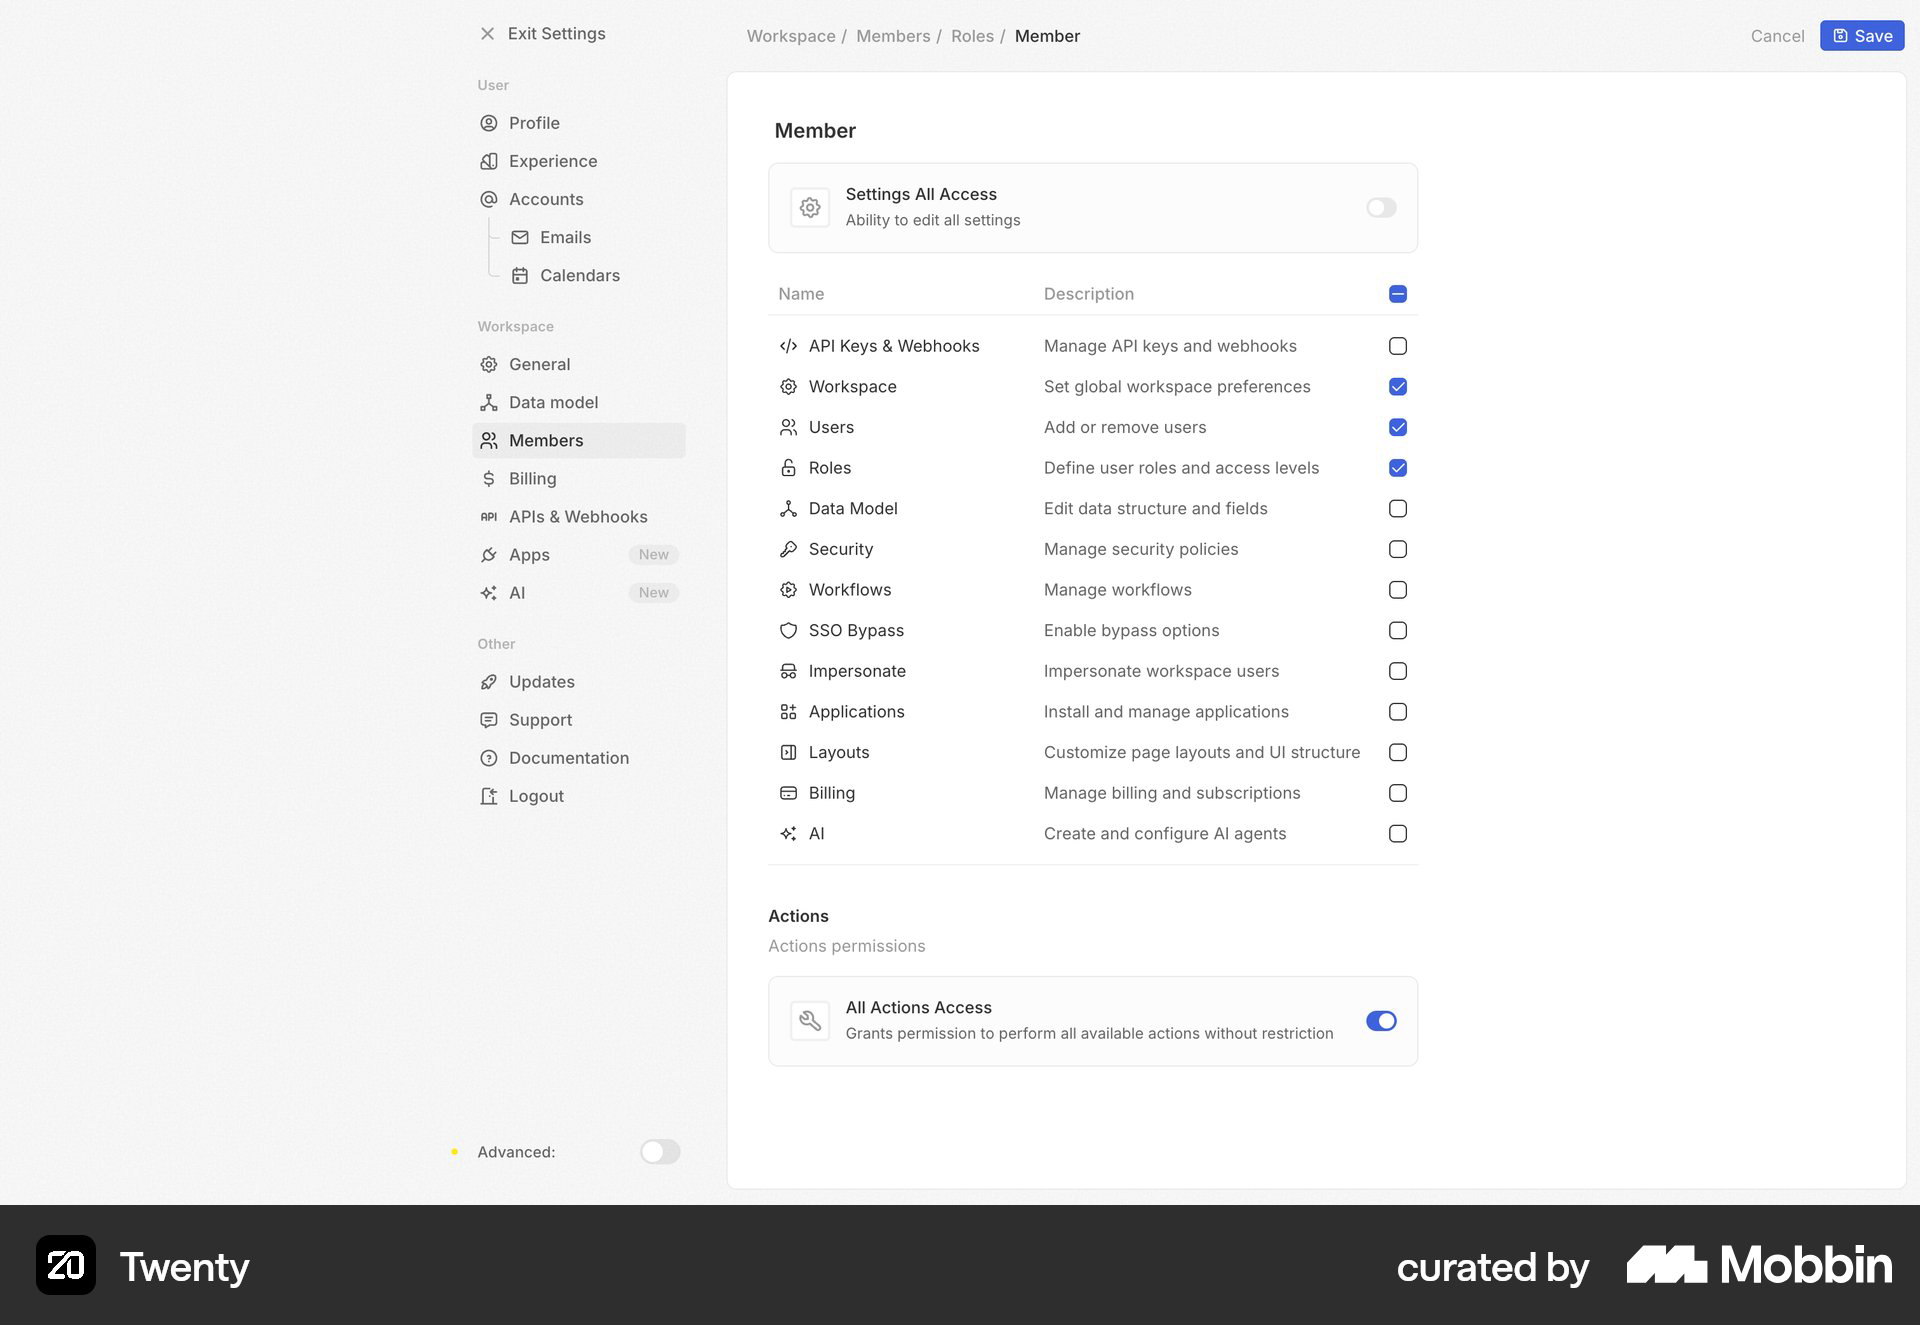 Exit Settings
Workspace / Members / Roles / Member
Cancel
Save
User
Profile
Experience
Accounts
Emails
Calendars
Workspace
General
Data model
Members
Billing
API APIs & Webhooks
Apps New
AI New
Other
Updates
Support
Documentation
Logout
Advanced:
Member
Settings All Access
Ability to edit all settings
Name Description
API Keys & Webhooks Manage API keys and webhooks
Workspace Set global workspace preferences
Users Add or remove users
Roles Define user roles and access levels
Data Model Edit data structure and fields
Security Manage security policies
Workflows Manage workflows
SSO Bypass Enable bypass options
Impersonate Impersonate workspace users
Applications Install and manage applications
Layouts Customize page layouts and UI structure
Billing Manage billing and subscriptions
AI Create and configure AI agents
Actions
Actions permissions
All Actions Access
Grants permission to perform all available actions without restriction
20 Twenty
curated by Mobbin